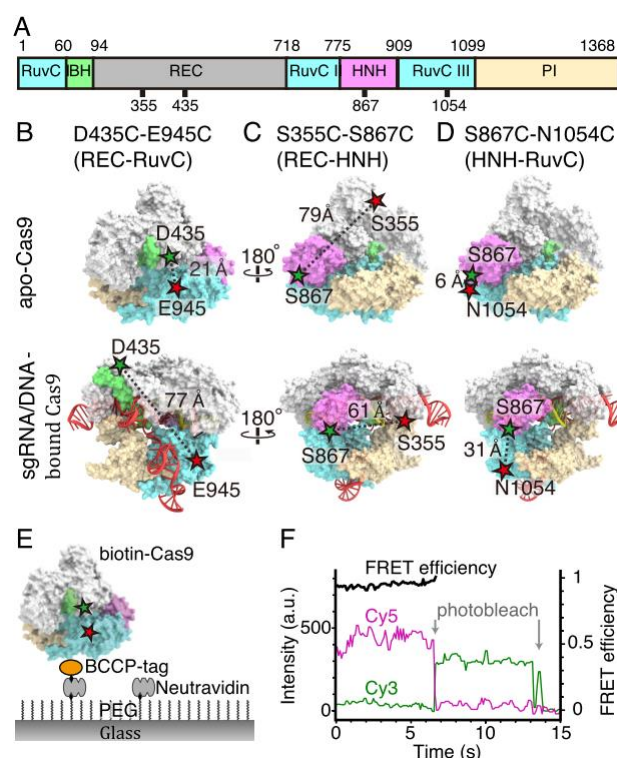 A
1 60 94 718 775 909 1099 1368
RuvC BH REC RuvC I HNH RuvC III PI
355 435 867 1054
B C D
D435C-E945C S355C-S867C S867C-N1054C
(REC-RuvC) (REC-HNH) (HNH-RuvC)
apo-Cas9
D435
21 Å
E945
180°
79Å
S355
S867
S867
6 Å
N1054
sgRNA/DNA-
bound Cas9
D435
77 Å
E945
180°
61 Å
S867
S355
S867
31Å
N1054
E
biotin-Cas9
BCCP-tag
Neutravidin
PEG
Glass
F
FRET efficiency
Cy5
photobleach
Cy3
Intensity (a.u.)
500
0
1
0.5
0
FRET efficiency
0 5 10 15
Time (s)